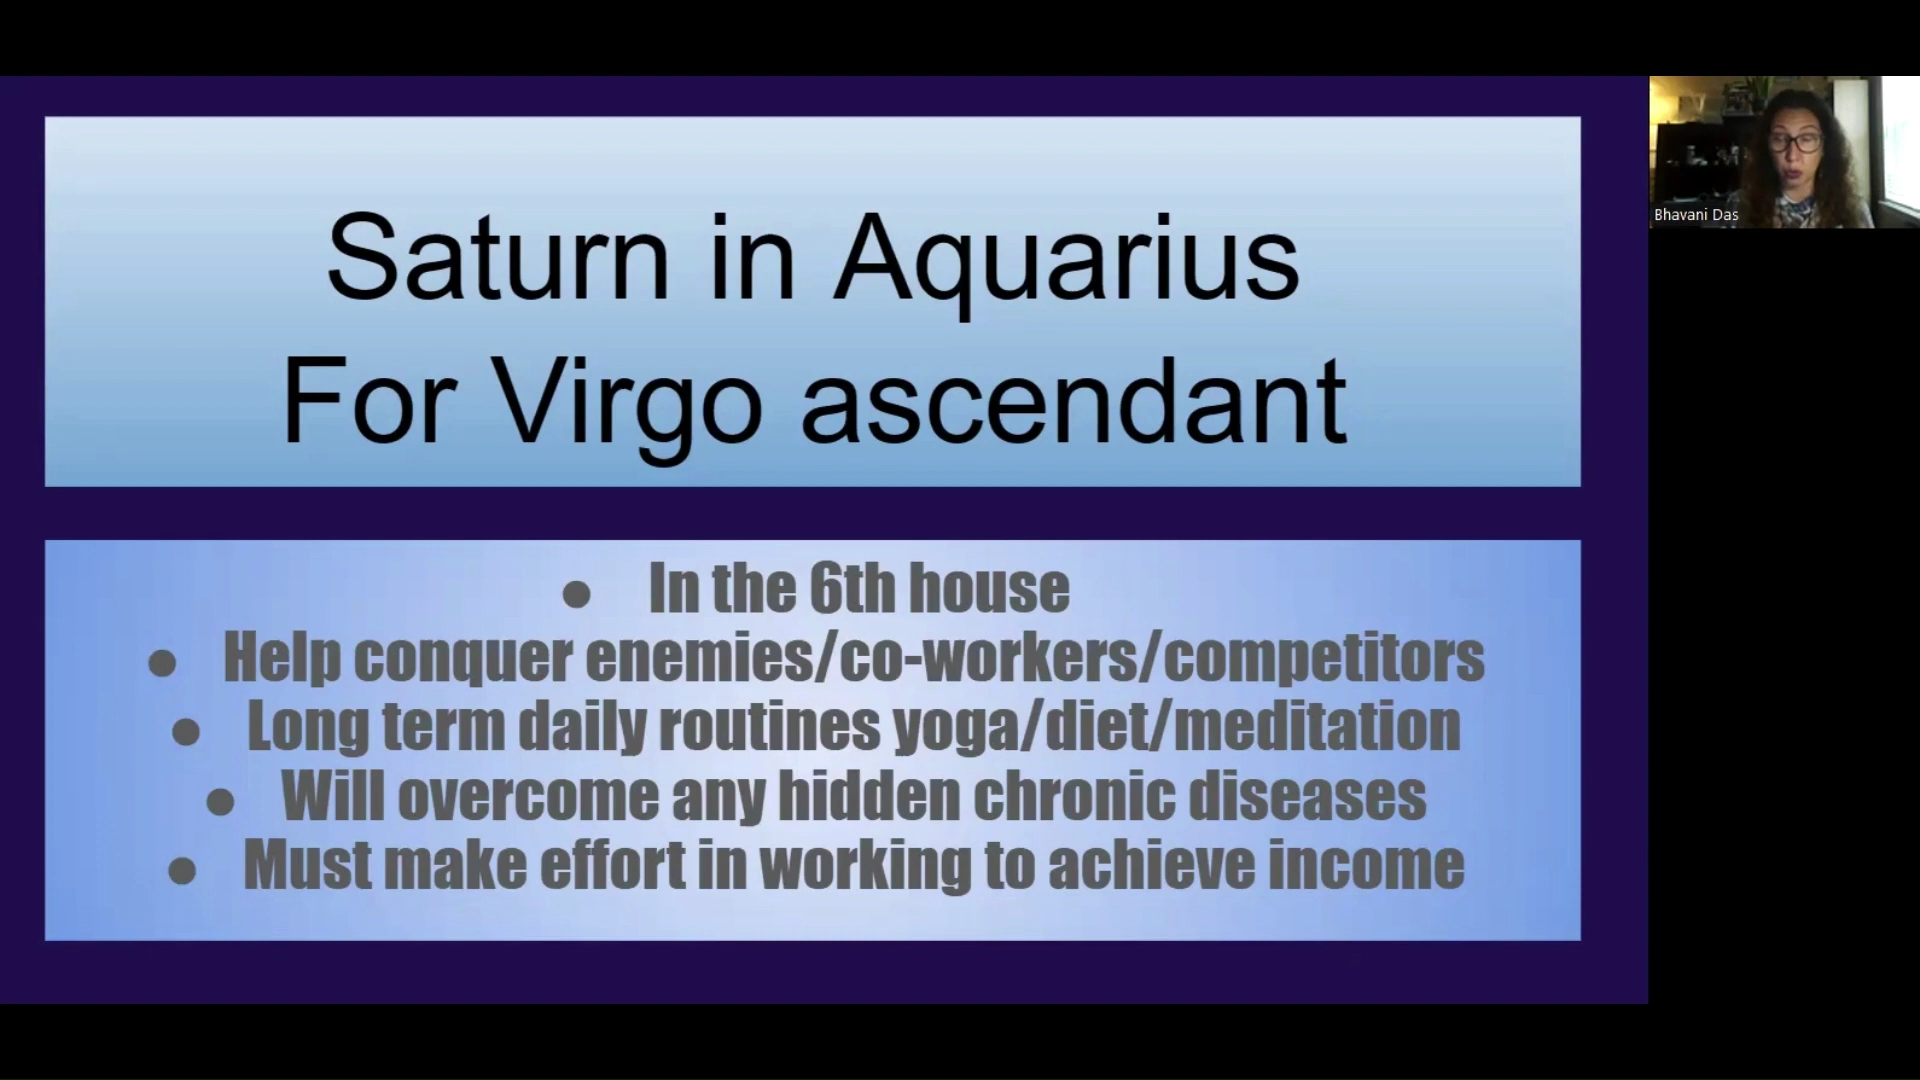 Saturn in Aquarius
For Virgo ascendant
● In the 6th house
● Help conquer enemies/co-workers/competitors
● Long term daily routines yoga/diet/meditation
● Will overcome any hidden chronic diseases
● Must make effort in working to achieve income
Bhavani Das